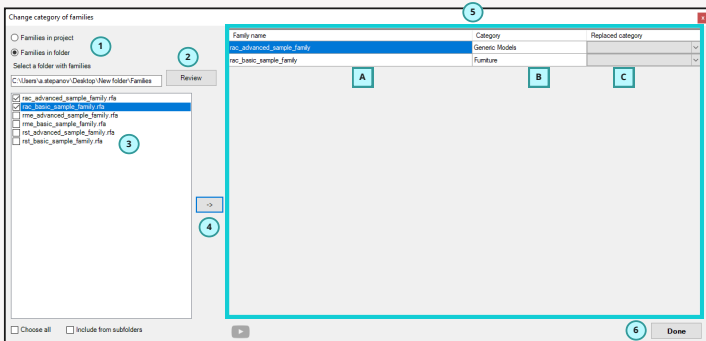 Change category of families
5
x
Families in project
Families in folder
1
Select a folder with families
2
C:\Users\a.stepanov\Desktop\New folder\Families
Review
rac_advanced_sample_family.rfa
rac_basic_sample_family.rfa
rme_advanced_sample_family.rfa
rme_basic_sample_family.rfa
rst_advanced_sample_family.rfa
rst_basic_sample_family.rfa
3
->
4
Family name Category Replaced category
rac_advanced_sample_family Generic Models
rac_basic_sample_family Furniture
A B C
Choose all Include from subfolders
6
Done